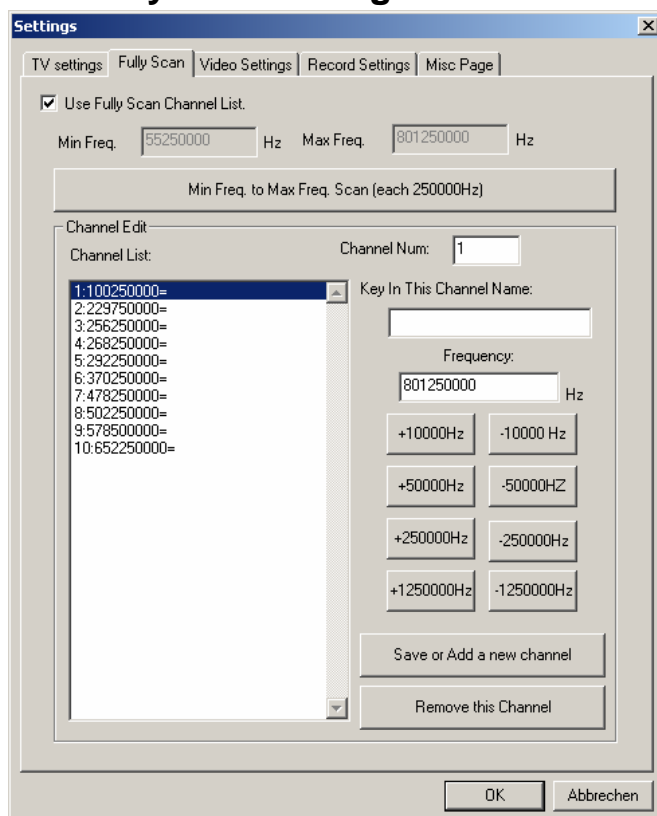 Settings
TV settings Fully Scan Video Settings Record Settings Misc Page
Use Fully Scan Channel List.
Min Freq. 55250000 Hz Max Freq. 801250000 Hz
Min Freq. to Max Freq. Scan (each 250000Hz)
Channel Edit
Channel List:
Channel Num: 1
1:100250000=
2:229750000=
3:256250000=
4:268250000=
5:292250000=
6:370250000=
7:478250000=
8:502250000=
9:578500000=
10:652250000=
Key In This Channel Name:
Frequency:
801250000 Hz
+10000Hz -10000 Hz
+50000Hz -50000HZ
+250000Hz -250000Hz
+1250000Hz -1250000Hz
Save or Add a new channel
Remove this Channel
OK Abbrechen